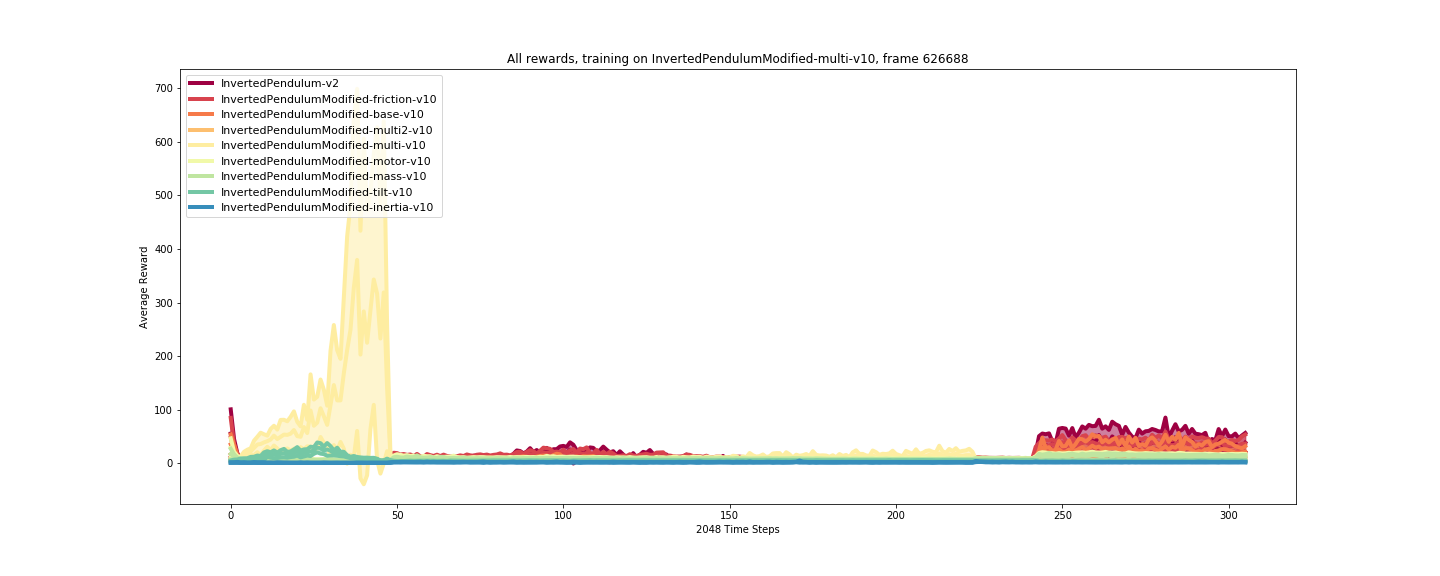 All rewards, training on InvertedPendulumModified-multi-v10, frame 626688
InvertedPendulum-v2
InvertedPendulumModified-friction-v10
InvertedPendulumModified-base-v10
InvertedPendulumModified-multi2-v10
InvertedPendulumModified-multi-v10
InvertedPendulumModified-motor-v10
InvertedPendulumModified-mass-v10
InvertedPendulumModified-tilt-v10
InvertedPendulumModified-inertia-v10
Average Reward
700
600
500
400
300
200
100
0
0 50 100 150 200 250 300
2048 Time Steps